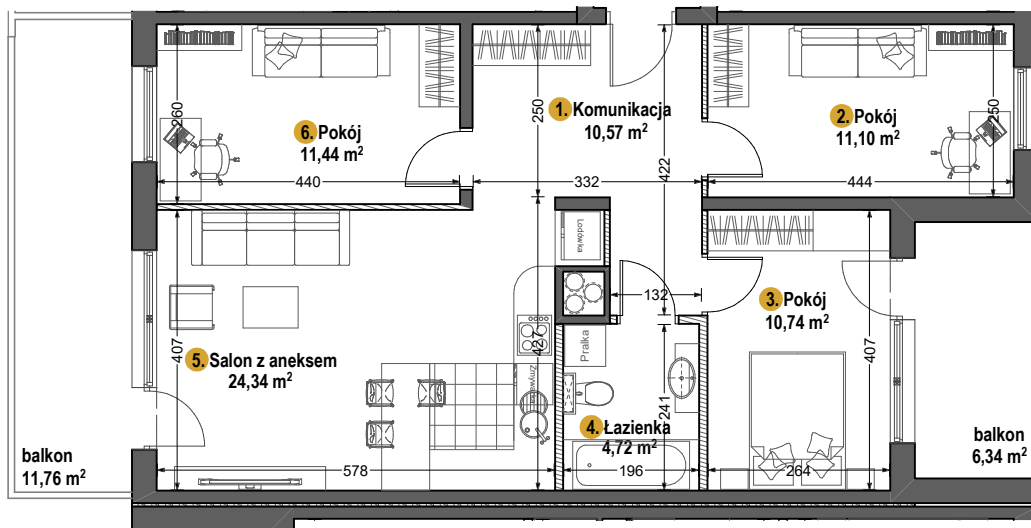 1. Komunikacja
10,57 m²
2. Pokój
11,10 m²
6. Pokój
11,44 m²
260
250
422
250
440
332
444
Lodówka
132
3. Pokój
10,74 m²
5. Salon z aneksem
24,34 m²
407
427
Pralka
Zmywarka
407
241
4. Łazienka
4,72 m²
balkon
11,76 m²
578
196
264
balkon
6,34 m²